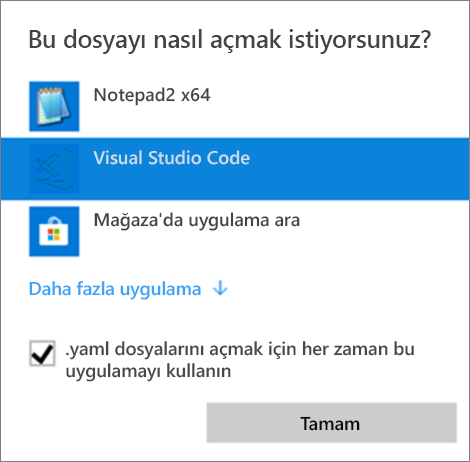 Bu dosyayı nasıl açmak istiyorsunuz?
Notepad2 x64
Visual Studio Code
Mağaza'da uygulama ara
Daha fazla uygulama
.yaml dosyalarını açmak için her zaman bu
uygulamayı kullanın
Tamam